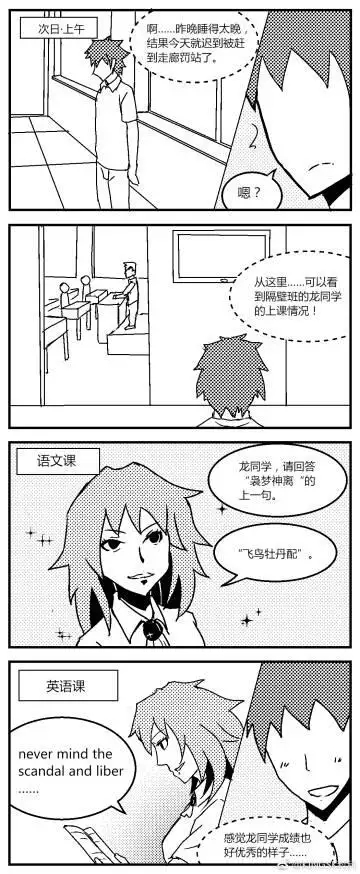 次日·上午
啊……昨晚睡得太晚，
结果今天就迟到被赶
到走廊罚站了。
嗯？
从这里……可以看
到隔壁班的龙同学
的上课情况！
语文课
龙同学，请回答
“袅梦神离“的
上一句。
“飞鸟牡丹配”。
英语课
never mind the
scandal and liber
……
感觉龙同学成绩也
好优秀的样子……